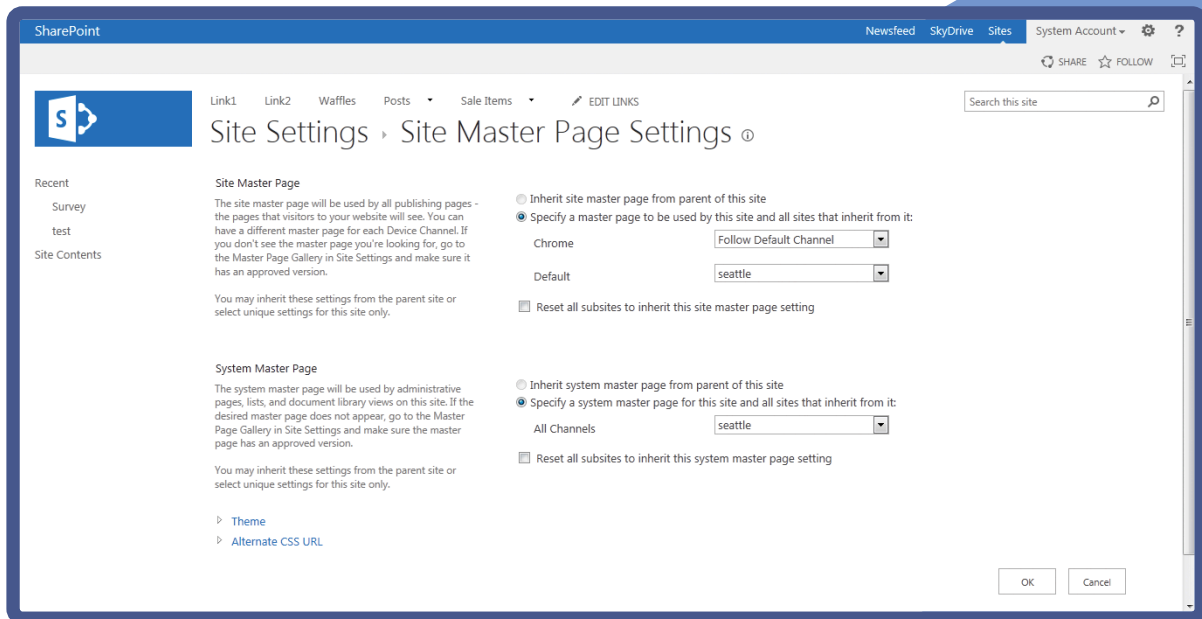 SharePoint
Newsfeed SkyDrive Sites System Account ?
SHARE FOLLOW
S
Link1 Link2 Waffles Posts Sale Items EDIT LINKS
Search this site
Site Settings Site Master Page Settings
Recent
Survey
test
Site Contents
Site Master Page
The site master page will be used by all publishing pages -
the pages that visitors to your website will see. You can
have a different master page for each Device Channel. If
you don't see the master page you're looking for, go to
the Master Page Gallery in Site Settings and make sure it
has an approved version.
You may inherit these settings from the parent site or
select unique settings for this site only.
Inherit site master page from parent of this site
Specify a master page to be used by this site and all sites that inherit from it:
Chrome Follow Default Channel
Default seattle
Reset all subsites to inherit this site master page setting
System Master Page
The system master page will be used by administrative
pages, lists, and document library views on this site. If the
desired master page does not appear, go to the Master
Page Gallery in Site Settings and make sure the master
page has an approved version.
You may inherit these settings from the parent site or
select unique settings for this site only.
Inherit system master page from parent of this site
Specify a system master page for this site and all sites that inherit from it:
All Channels seattle
Reset all subsites to inherit this system master page setting
Theme
Alternate CSS URL
OK Cancel